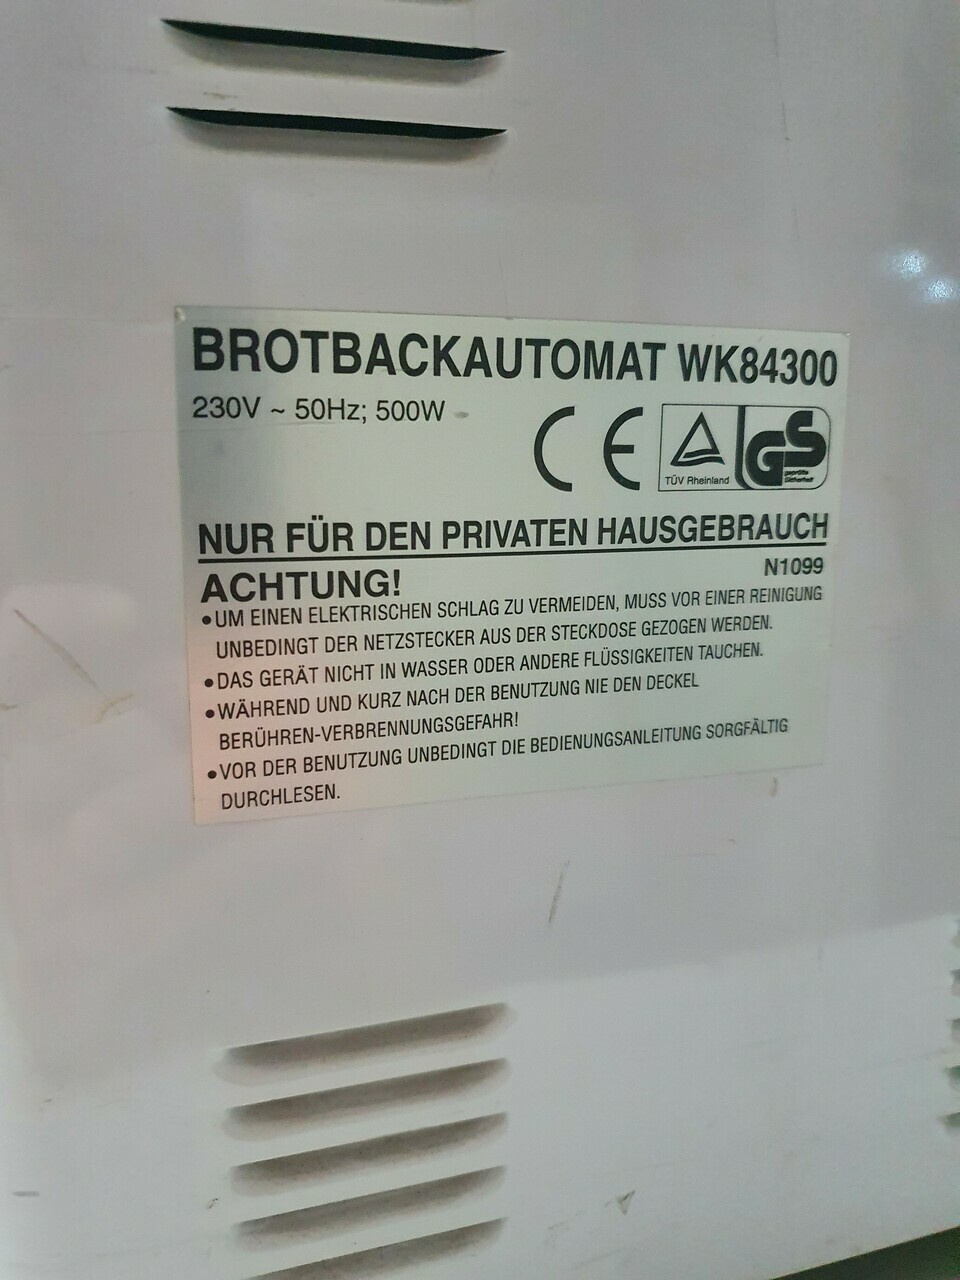 BROTBACKAUTOMAT WK84300
230V ~ 50Hz; 500W
CE
TÜV Rheinland
GS
geprüfte
Sicherheit
NUR FÜR DEN PRIVATEN HAUSGEBRAUCH
N1099
ACHTUNG!
•UM EINEN ELEKTRISCHEN SCHLAG ZU VERMEIDEN, MUSS VOR EINER REINIGUNG
UNBEDINGT DER NETZSTECKER AUS DER STECKDOSE GEZOGEN WERDEN.
•DAS GERÄT NICHT IN WASSER ODER ANDERE FLÜSSIGKEITEN TAUCHEN.
•WÄHREND UND KURZ NACH DER BENUTZUNG NIE DEN DECKEL
BERÜHREN-VERBRENNUNGSGEFAHR!
•VOR DER BENUTZUNG UNBEDINGT DIE BEDIENUNGSANLEITUNG SORGFÄLTIG
DURCHLESEN.